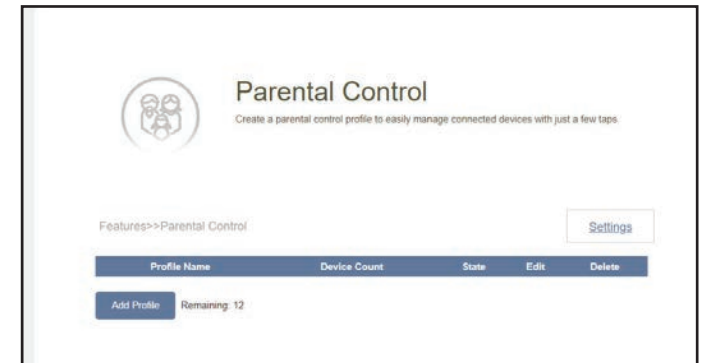 Parental Control
Create a parental control profile to easily manage connected devices with just a few taps.
Features>>Parental Control
Settings
Profile Name Device Count State Edit Delete
Add Profile Remaining: 12